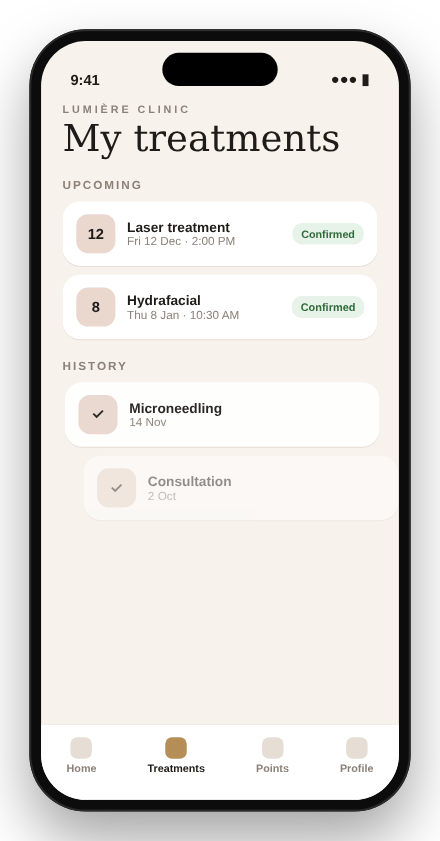 9:41
LUMIÈRE CLINIC
My treatments
UPCOMING
12
Laser treatment
Fri 12 Dec · 2:00 PM
Confirmed
8
Hydrafacial
Thu 8 Jan · 10:30 AM
Confirmed
HISTORY
Microneedling
14 Nov
Consultation
2 Oct
Home
Treatments
Points
Profile